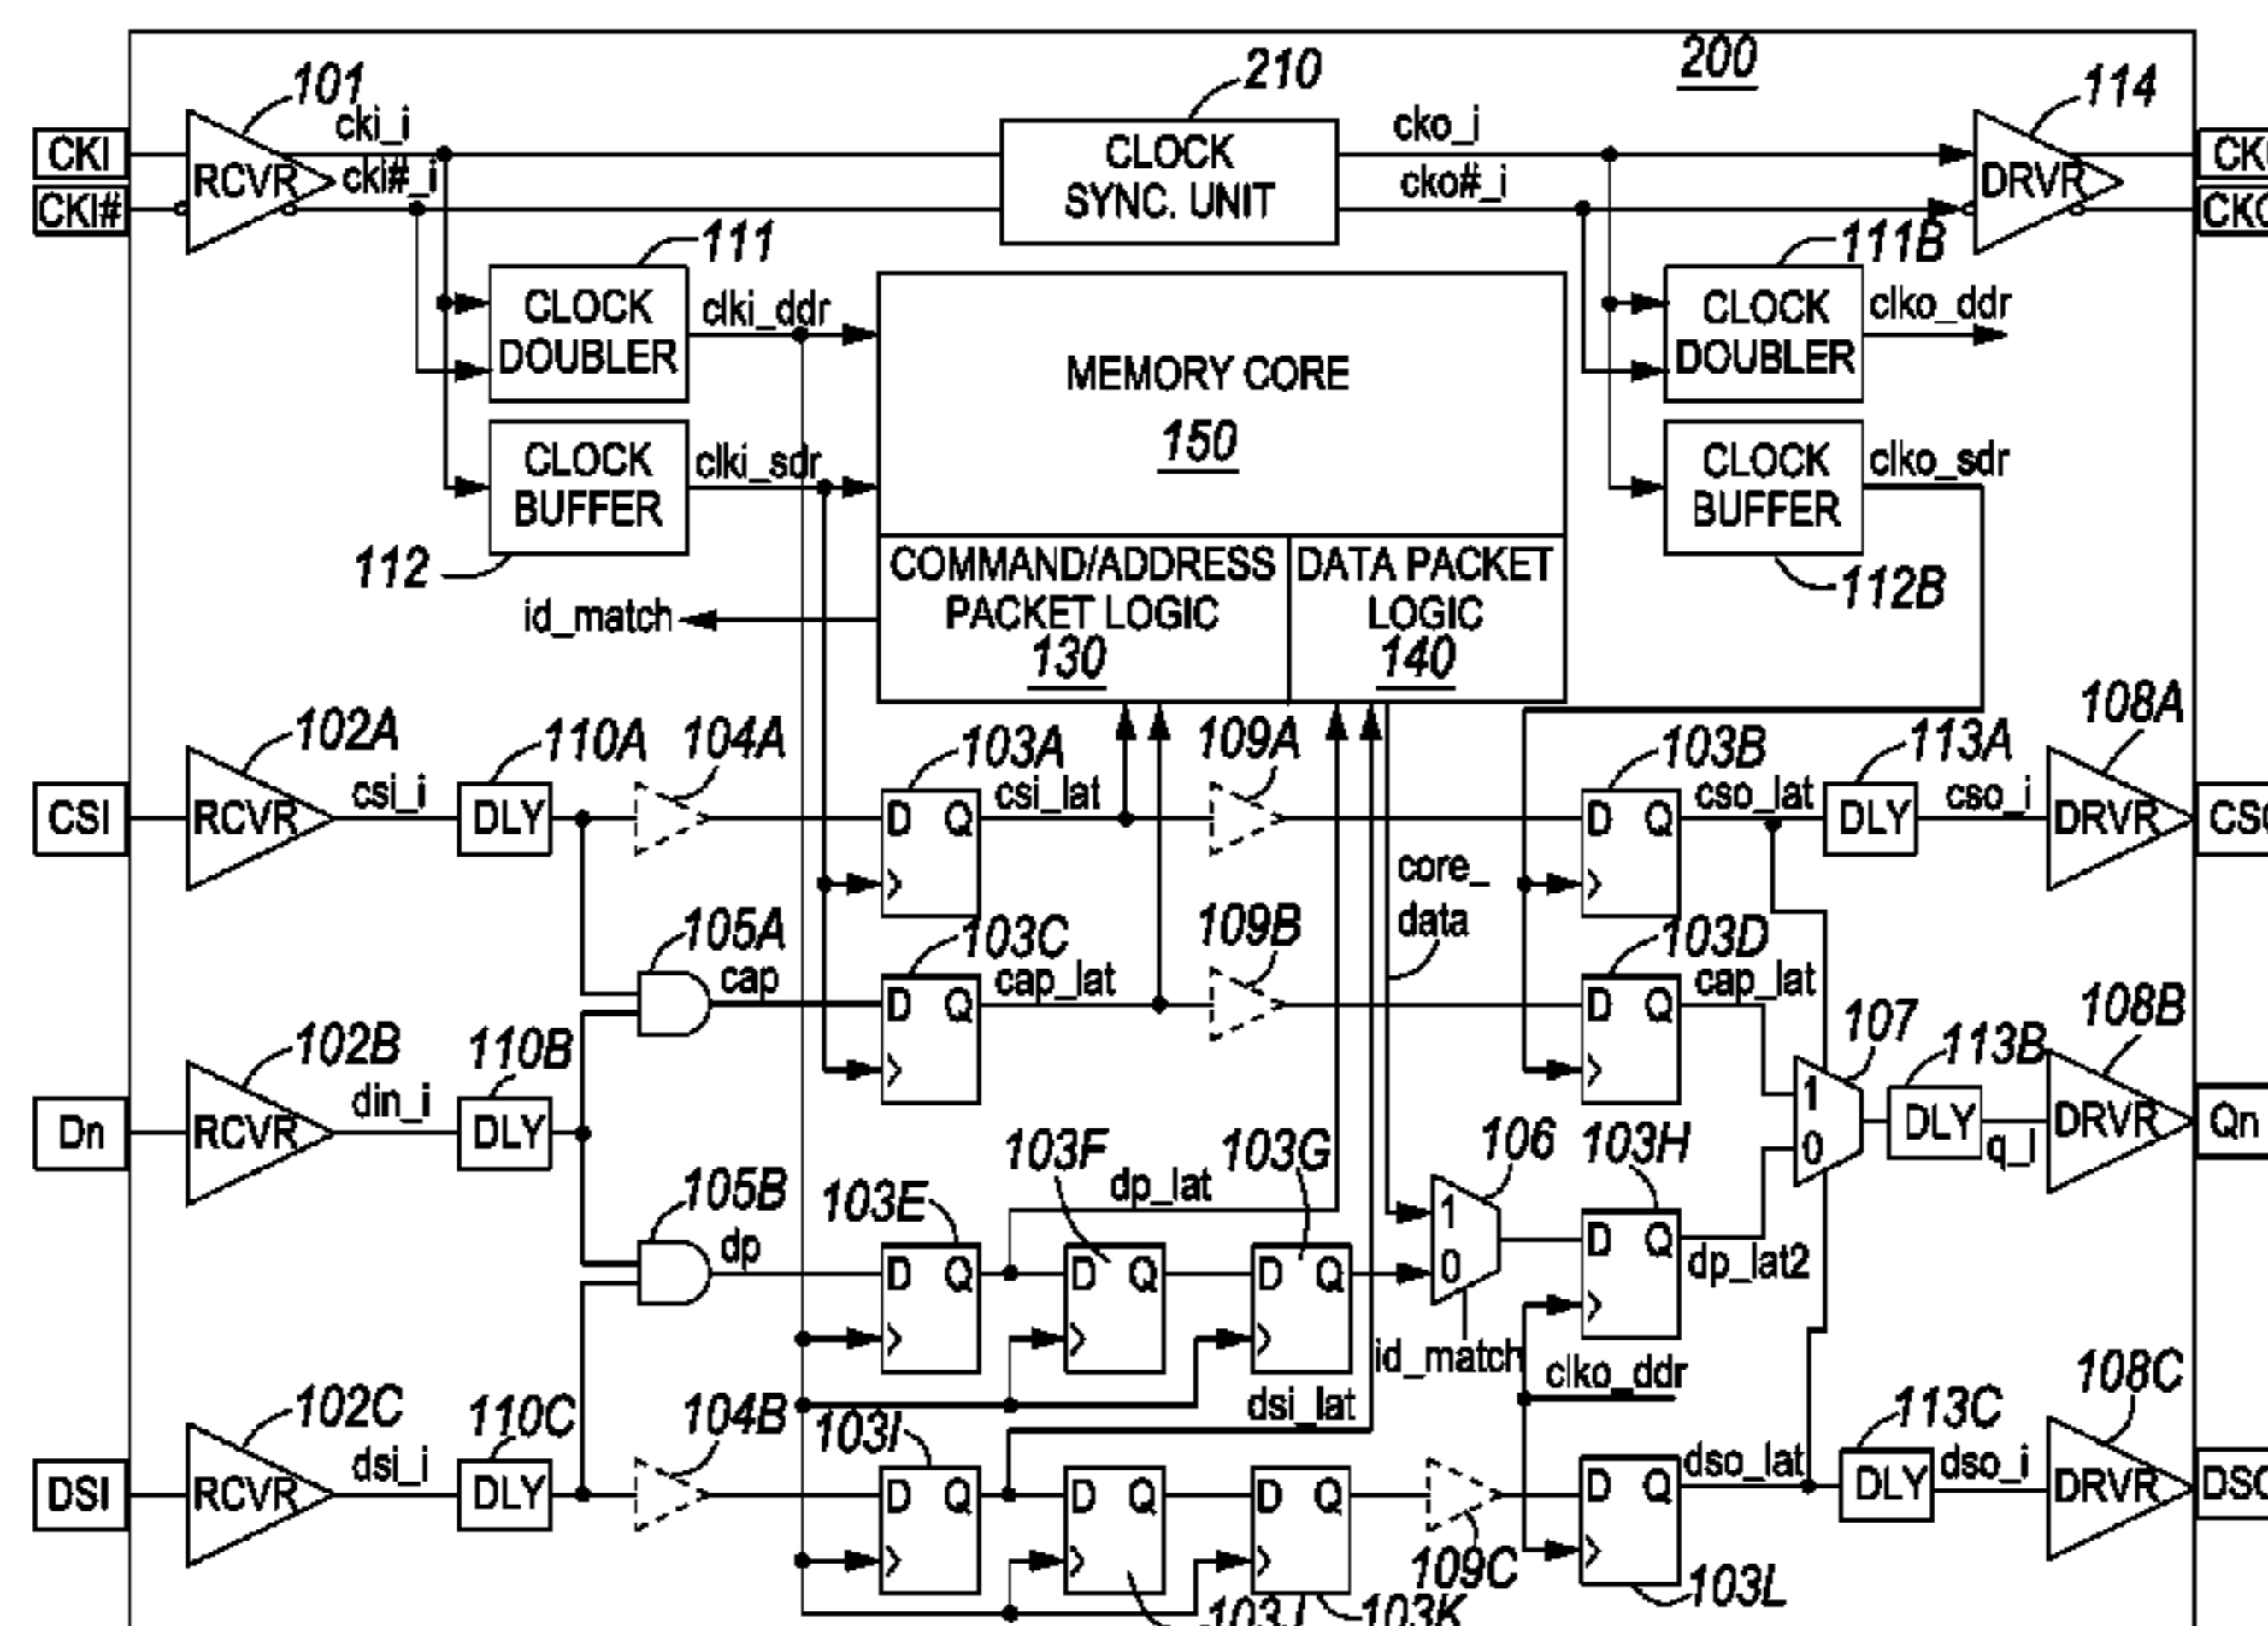 200
101
210
114
CKI
RCVR
cki_i
cki#_i
CKI#
CLOCK
SYNC. UNIT
cko_i
cko#_i
DRVR
111
111B
CLOCK
DOUBLER
clki_ddr
MEMORY CORE
150
CLOCK
DOUBLER
clko_ddr
CLOCK
BUFFER
clki_sdr
112
CLOCK
BUFFER
clko_sdr
112B
COMMAND/ADDRESS
PACKET LOGIC
130
DATA PACKET
LOGIC
140
id_match
102A
110A
104A
103A
109A
103B
113A
108A
CSI
RCVR
csi_i
DLY
D Q
csi_lat
D Q
cso_lat
DLY
cso_i
DRVR
core_
data
105A
cap
103C
109B
103D
D Q
cap_lat
D Q
cap_lat
102B
110B
107
113B
108B
Dn
RCVR
din_i
DLY
1
0
DLY
q_i
DRVR
Qn
105B
dp
103E
103F
dp_lat
103G
106
103H
D Q
D Q
D Q
1
0
D Q
dp_lat2
id_match
clko_ddr
102C
110C
104B
103I
dsi_lat
113C
108C
DSI
RCVR
dsi_i
DLY
D Q
D Q
D Q
109C
D Q
dso_lat
DLY
dso_i
DRVR
103J
103K
103L